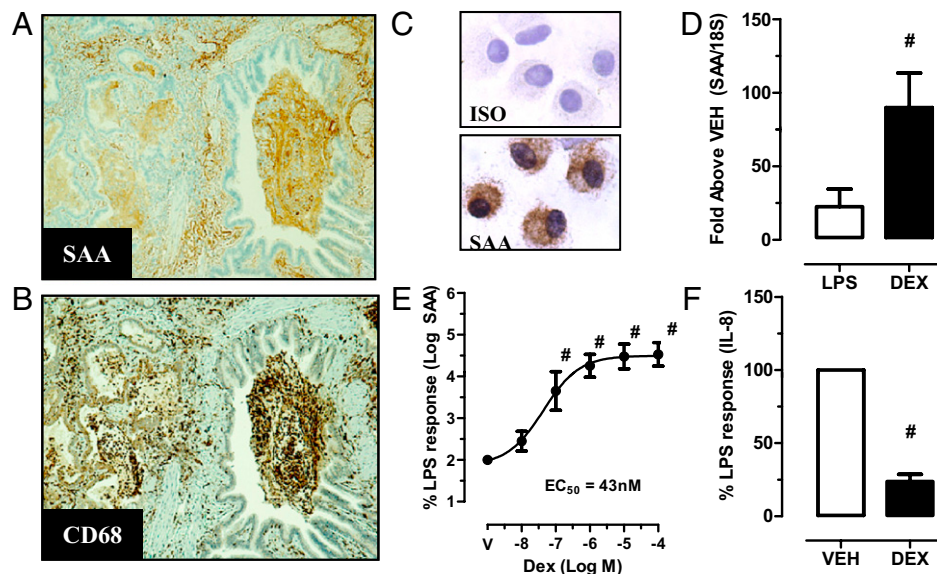 A
SAA
B
CD68
C
ISO
SAA
D
Fold Above VEH (SAA/18S)
150
100
50
0
#
LPS DEX
E
% LPS response (Log SAA)
6
5
4
3
2
1
# # # #
EC50 = 43nM
V -8 -7 -6 -5 -4
Dex (Log M)
F
% LPS response (IL-8)
150
100
50
0
#
VEH DEX